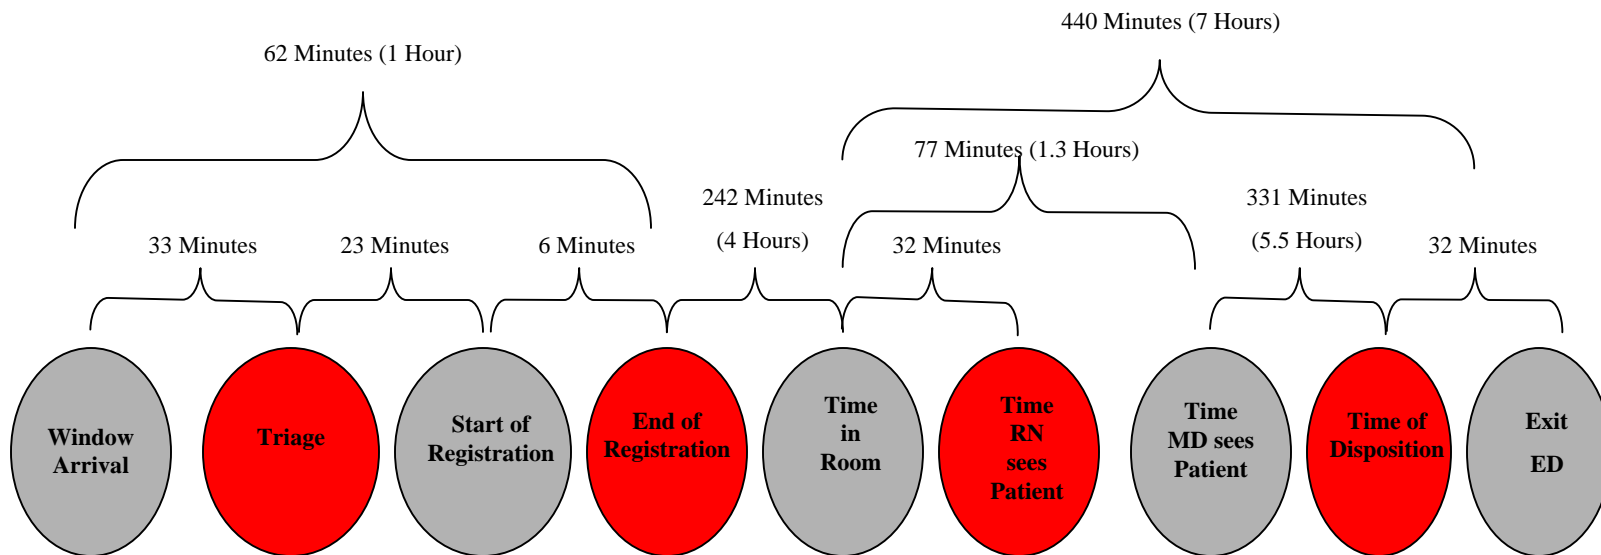 440 Minutes (7 Hours)
62 Minutes (1 Hour)
77 Minutes (1.3 Hours)
242 Minutes
(4 Hours)
331 Minutes
(5.5 Hours)
33 Minutes
23 Minutes
6 Minutes
32 Minutes
32 Minutes
Window
Arrival
Triage
Start of
Registration
End of
Registration
Time
in
Room
Time
RN
sees
Patient
Time
MD sees
Patient
Time of
Disposition
Exit
ED